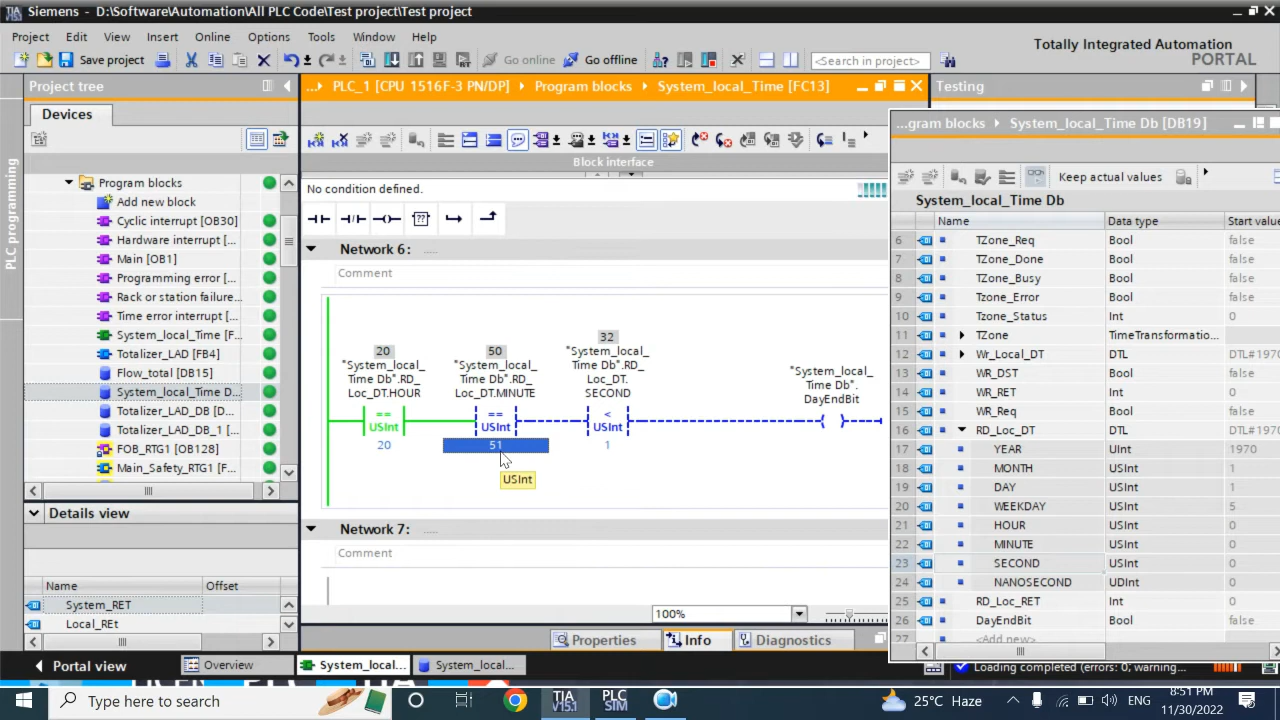 Siemens - D:\Software\Automation\All PLC Code\Test project\Test project
Project Edit View Insert Online Options Tools Window Help
Totally Integrated Automation
PORTAL
Save project
Go online
Go offline
<Search in project>
Project tree
...› PLC_1 [CPU 1516F-3 PN/DP] › Program blocks › System_local_Time [FC13]
Testing
Devices
PLC programming
Program blocks
Add new block
Cyclic interrupt [OB30]
Hardware interrupt [...
Main [OB1]
Programming error [...
Rack or station failure...
Time error interrupt [...
System_local_Time [F...
Totalizer_LAD [FB4]
Flow_total [DB15]
System_local_Time D...
Totalizer_LAD_DB [D...
Totalizer_LAD_DB_1 [...
FOB_RTG1 [OB128]
Main_Safety_RTG1 [...
Details view
Name Offset
System_RET
Local_REt
Block interface
No condition defined.
??
Network 6: .....
Comment
20
"System_local_
Time Db".RD_
Loc_DT.HOUR
==
USInt
20
50
"System_local_
Time Db".RD_
Loc_DT.MINUTE
==
USInt
51
USInt
32
"System_local_
Time Db".RD_
Loc_DT.
SECOND
<
USInt
1
"System_local_
Time Db".
DayEndBit
Network 7: .....
Comment
100%
Properties
Info
Diagnostics
...gram blocks › System_local_Time Db [DB19]
Keep actual values
System_local_Time Db
Name Data type Start value
6 TZone_Req Bool false
7 TZone_Done Bool false
8 TZone_Busy Bool false
9 TZone_Error Bool false
10 Tzone_Status Int 0
11 TZone TimeTransformatio...
12 Wr_Local_DT DTL DTL#1970
13 WR_DST Bool false
14 WR_RET Int 0
15 WR_Req Bool false
16 RD_Loc_DT DTL DTL#1970
17 YEAR UInt 1970
18 MONTH USInt 1
19 DAY USInt 1
20 WEEKDAY USInt 5
21 HOUR USInt 0
22 MINUTE USInt 0
23 SECOND USInt 0
24 NANOSECOND UDInt 0
25 RD_Loc_RET Int 0
26 DayEndBit Bool false
27 <Add new>
Portal view
Overview
System_local...
System_local...
Loading completed (errors: 0; warning...
Type here to search
TIA
V15.1
PLC
SIM
25°C Haze
ENG
8:51 PM
11/30/2022